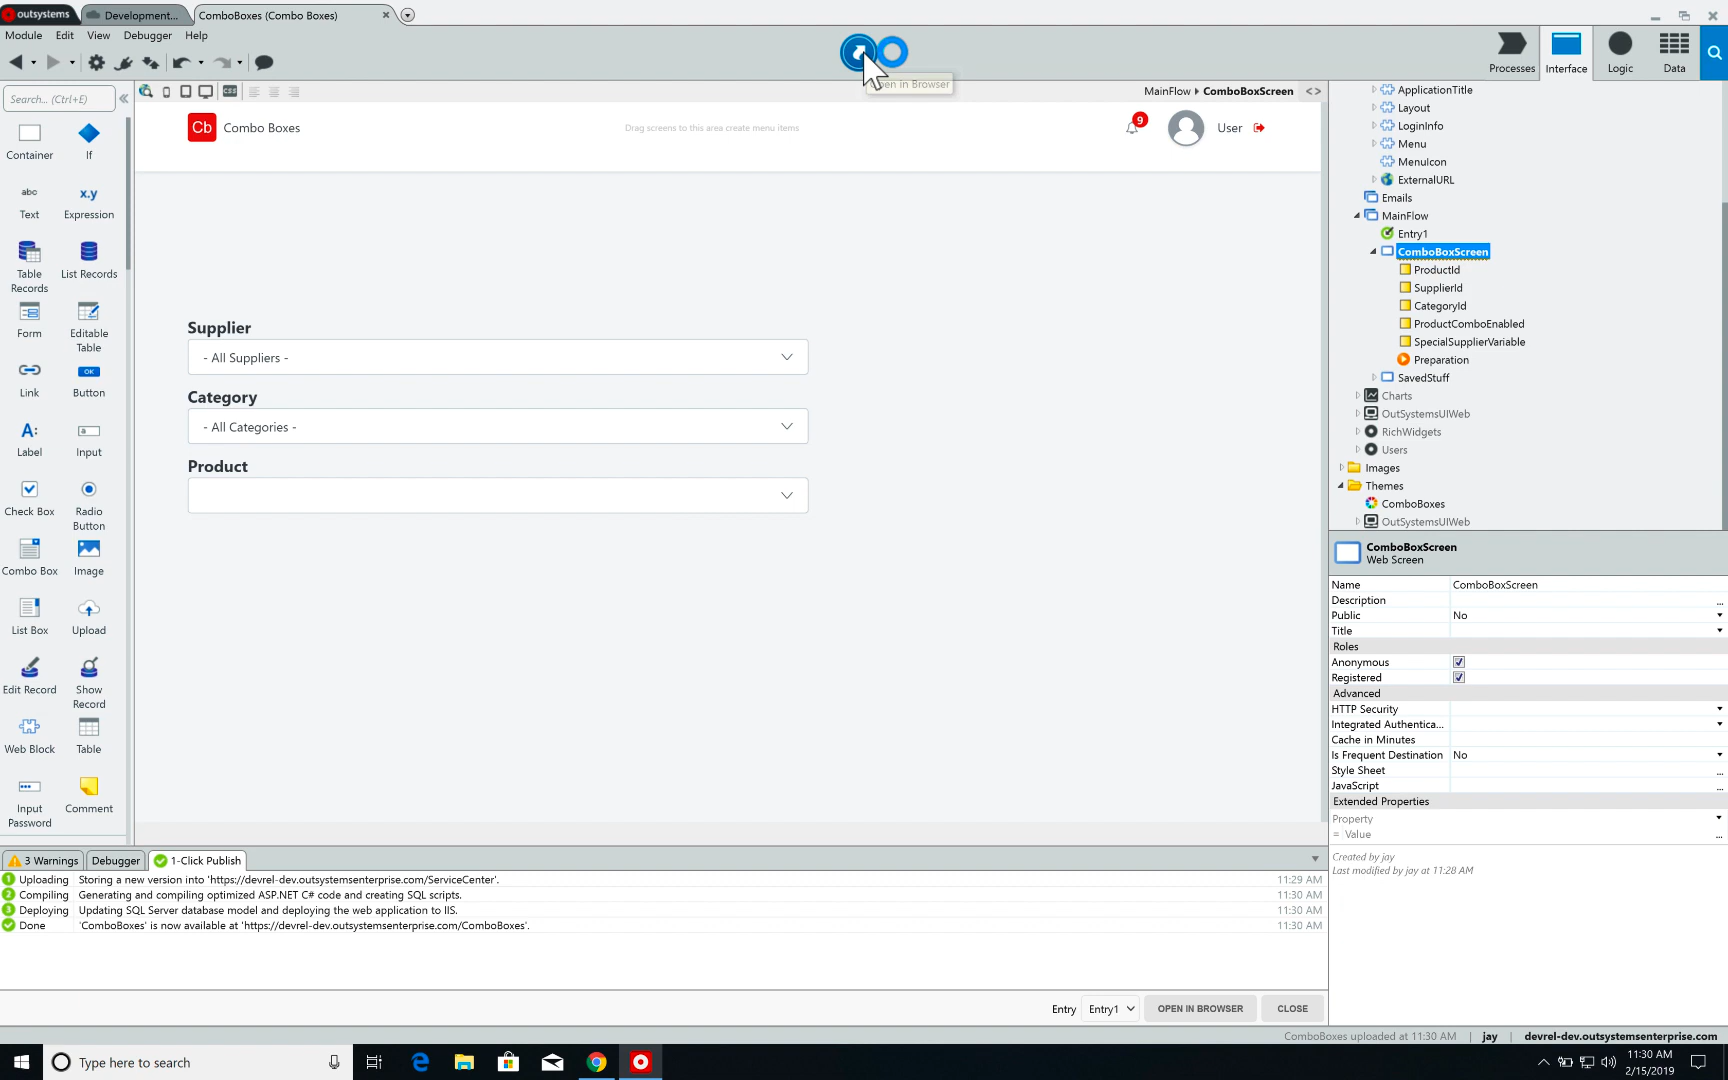 outsystems
Development...
ComboBoxes (Combo Boxes)
Module Edit View Debugger Help
Open in Browser
Processes Interface Logic Data
Search... (Ctrl+E)
Container If
abc
Text
x.y
Expression
Table Records
List Records
Form
Editable Table
Link
OK
Button
A:
Label
a
Input
Check Box
Radio Button
Combo Box
Image
List Box
Upload
Edit Record
Show Record
Web Block
Table
Input Password
Comment
CSS
MainFlow ComboBoxScreen <>
Cb Combo Boxes
Drag screens to this area create menu items
9
User
Supplier
- All Suppliers -
Category
- All Categories -
Product
ApplicationTitle
Layout
LoginInfo
Menu
MenuIcon
ExternalURL
Emails
MainFlow
Entry1
ComboBoxScreen
ProductId
SupplierId
CategoryId
ProductComboEnabled
SpecialSupplierVariable
Preparation
SavedStuff
Charts
OutSystemsUIWeb
RichWidgets
Users
Images
Themes
ComboBoxes
OutSystemsUIWeb
ComboBoxScreen
Web Screen
Name ComboBoxScreen
Description ...
Public No
Title
Roles
Anonymous
Registered
Advanced
HTTP Security
Integrated Authentica...
Cache in Minutes
Is Frequent Destination No
Style Sheet ...
JavaScript ...
Extended Properties
Property
= Value ...
Created by jay
Last modified by jay at 11:28 AM
3 Warnings Debugger 1-Click Publish
1 Uploading Storing a new version into 'https://devrel-dev.outsystemsenterprise.com/ServiceCenter'. 11:29 AM
2 Compiling Generating and compiling optimized ASP.NET C# code and creating SQL scripts. 11:30 AM
3 Deploying Updating SQL Server database model and deploying the web application to IIS. 11:30 AM
Done 'ComboBoxes' is now available at 'https://devrel-dev.outsystemsenterprise.com/ComboBoxes'. 11:30 AM
Entry Entry1 OPEN IN BROWSER CLOSE
ComboBoxes uploaded at 11:30 AM | jay | devrel-dev.outsystemsenterprise.com
Type here to search
11:30 AM
2/15/2019